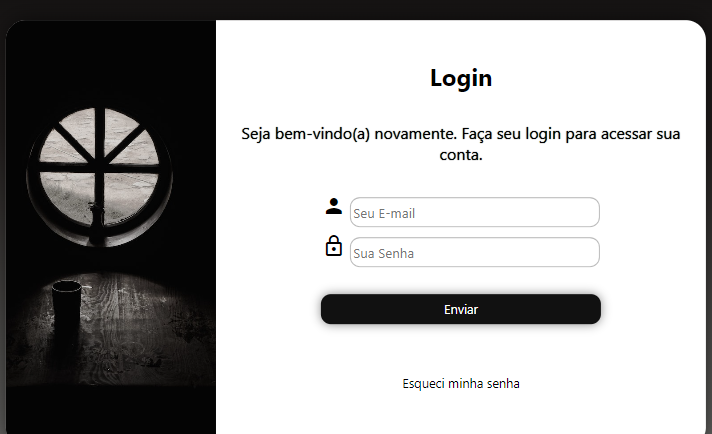 Login
Seja bem-vindo(a) novamente. Faça seu login para acessar sua
conta.
Seu E-mail
Sua Senha
Enviar
Esqueci minha senha